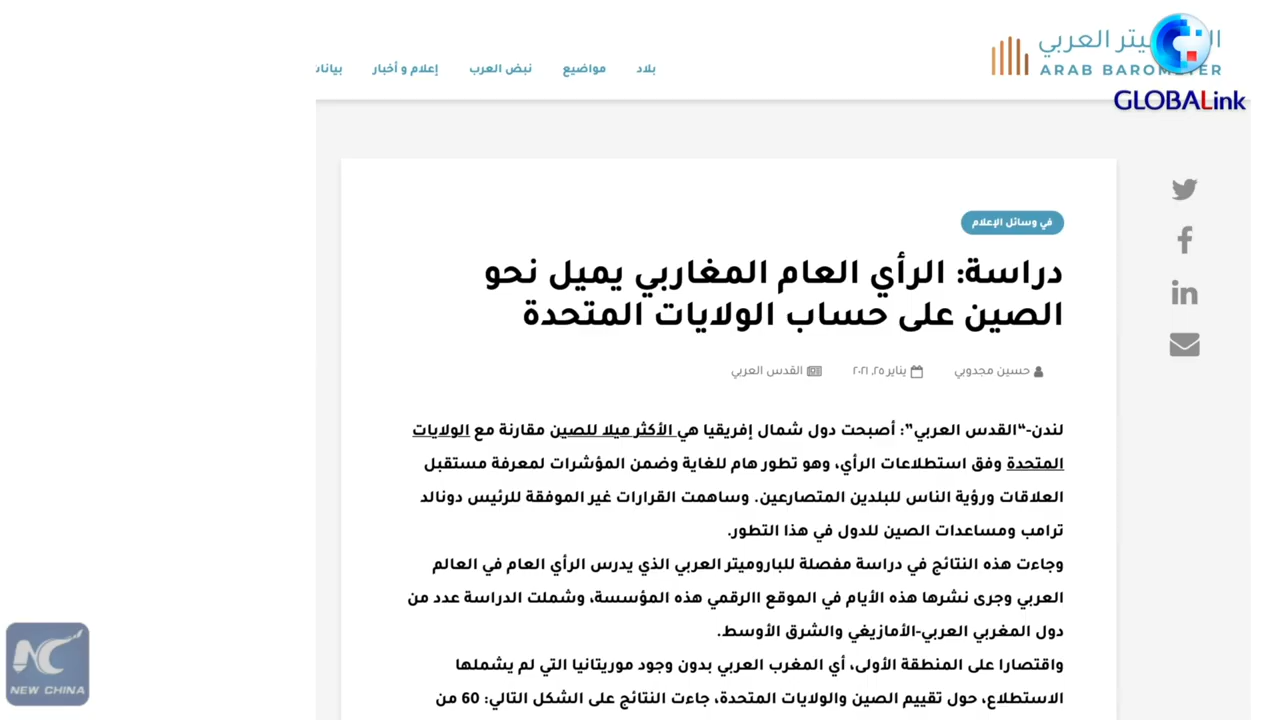 الباروميتر العربي
ARAB BAROMETER
GLOBALink
بلاد
مواضيع
نبض العرب
إعلام و أخبار
في وسائل الإعلام
دراسة: الرأي العام المغاربي يميل نحو
الصين على حساب الولايات المتحدة
حسين مجدوبي
يناير ٢٥, ٢٠٢١
القدس العربي
لندن-“القدس العربي”: أصبحت دول شمال إفريقيا هي الأكثر ميلا للصين مقارنة مع الولايات
المتحدة وفق استطلاعات الرأي، وهو تطور هام للغاية وضمن المؤشرات لمعرفة مستقبل
العلاقات ورؤية الناس للبلدين المتصارعين. وساهمت القرارات غير الموفقة للرئيس دونالد
ترامب ومساعدات الصين للدول في هذا التطور.
وجاءت هذه النتائج في دراسة مفصلة للباروميتر العربي الذي يدرس الرأي العام في العالم
العربي وجرى نشرها هذه الأيام في الموقع االرقمي هذه المؤسسة، وشملت الدراسة عدد من
دول المغربي العربي-الأمازيغي والشرق الأوسط.
واقتصارا على المنطقة الأولى، أي المغرب العربي بدون وجود موريتانيا التي لم يشملها
الاستطلاع، حول تقييم الصين والولايات المتحدة، جاءت النتائج على الشكل التالي: 60 من
NC
NEW CHINA